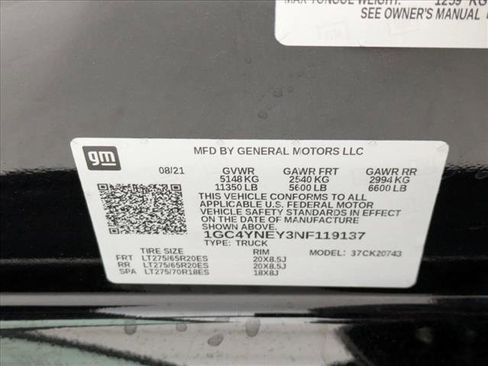 1259 KG
SEE OWNER'S MANUAL
gm
MFD BY GENERAL MOTORS LLC
08/21 GVWR GAWR FRT GAWR RR
5148 KG 2540 KG 2994 KG
11350 LB 5600 LB 6600 LB
THIS VEHICLE CONFORMS TO ALL
APPLICABLE U.S. FEDERAL MOTOR
VEHICLE SAFETY STANDARDS IN
EFFECT ON THE DATE OF MANUFACTURE
SHOWN ABOVE.
1GC4YNEY3NF119137
TYPE: TRUCK MODEL: 37CK20743
TIRE SIZE RIM
FRT LT275/65R20ES 20X8.5J
RR LT275/65R20ES 20X8.5J
SPA LT275/70R18ES 18X8J